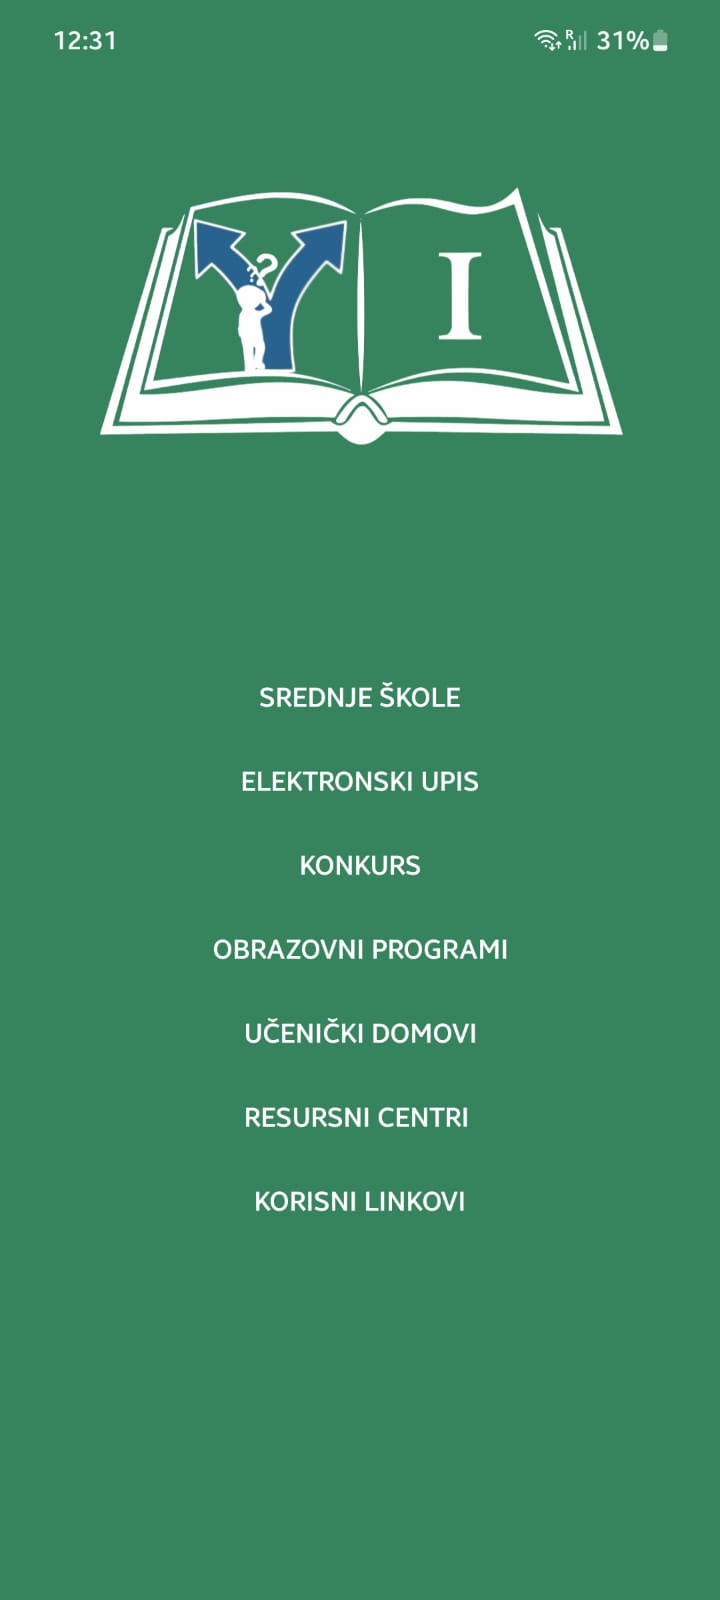 12:31 R 31%
?
I
SREDNJE ŠKOLE
ELEKTRONSKI UPIS
KONKURS
OBRAZOVNI PROGRAMI
UČENIČKI DOMOVI
RESURSNI CENTRI
KORISNI LINKOVI